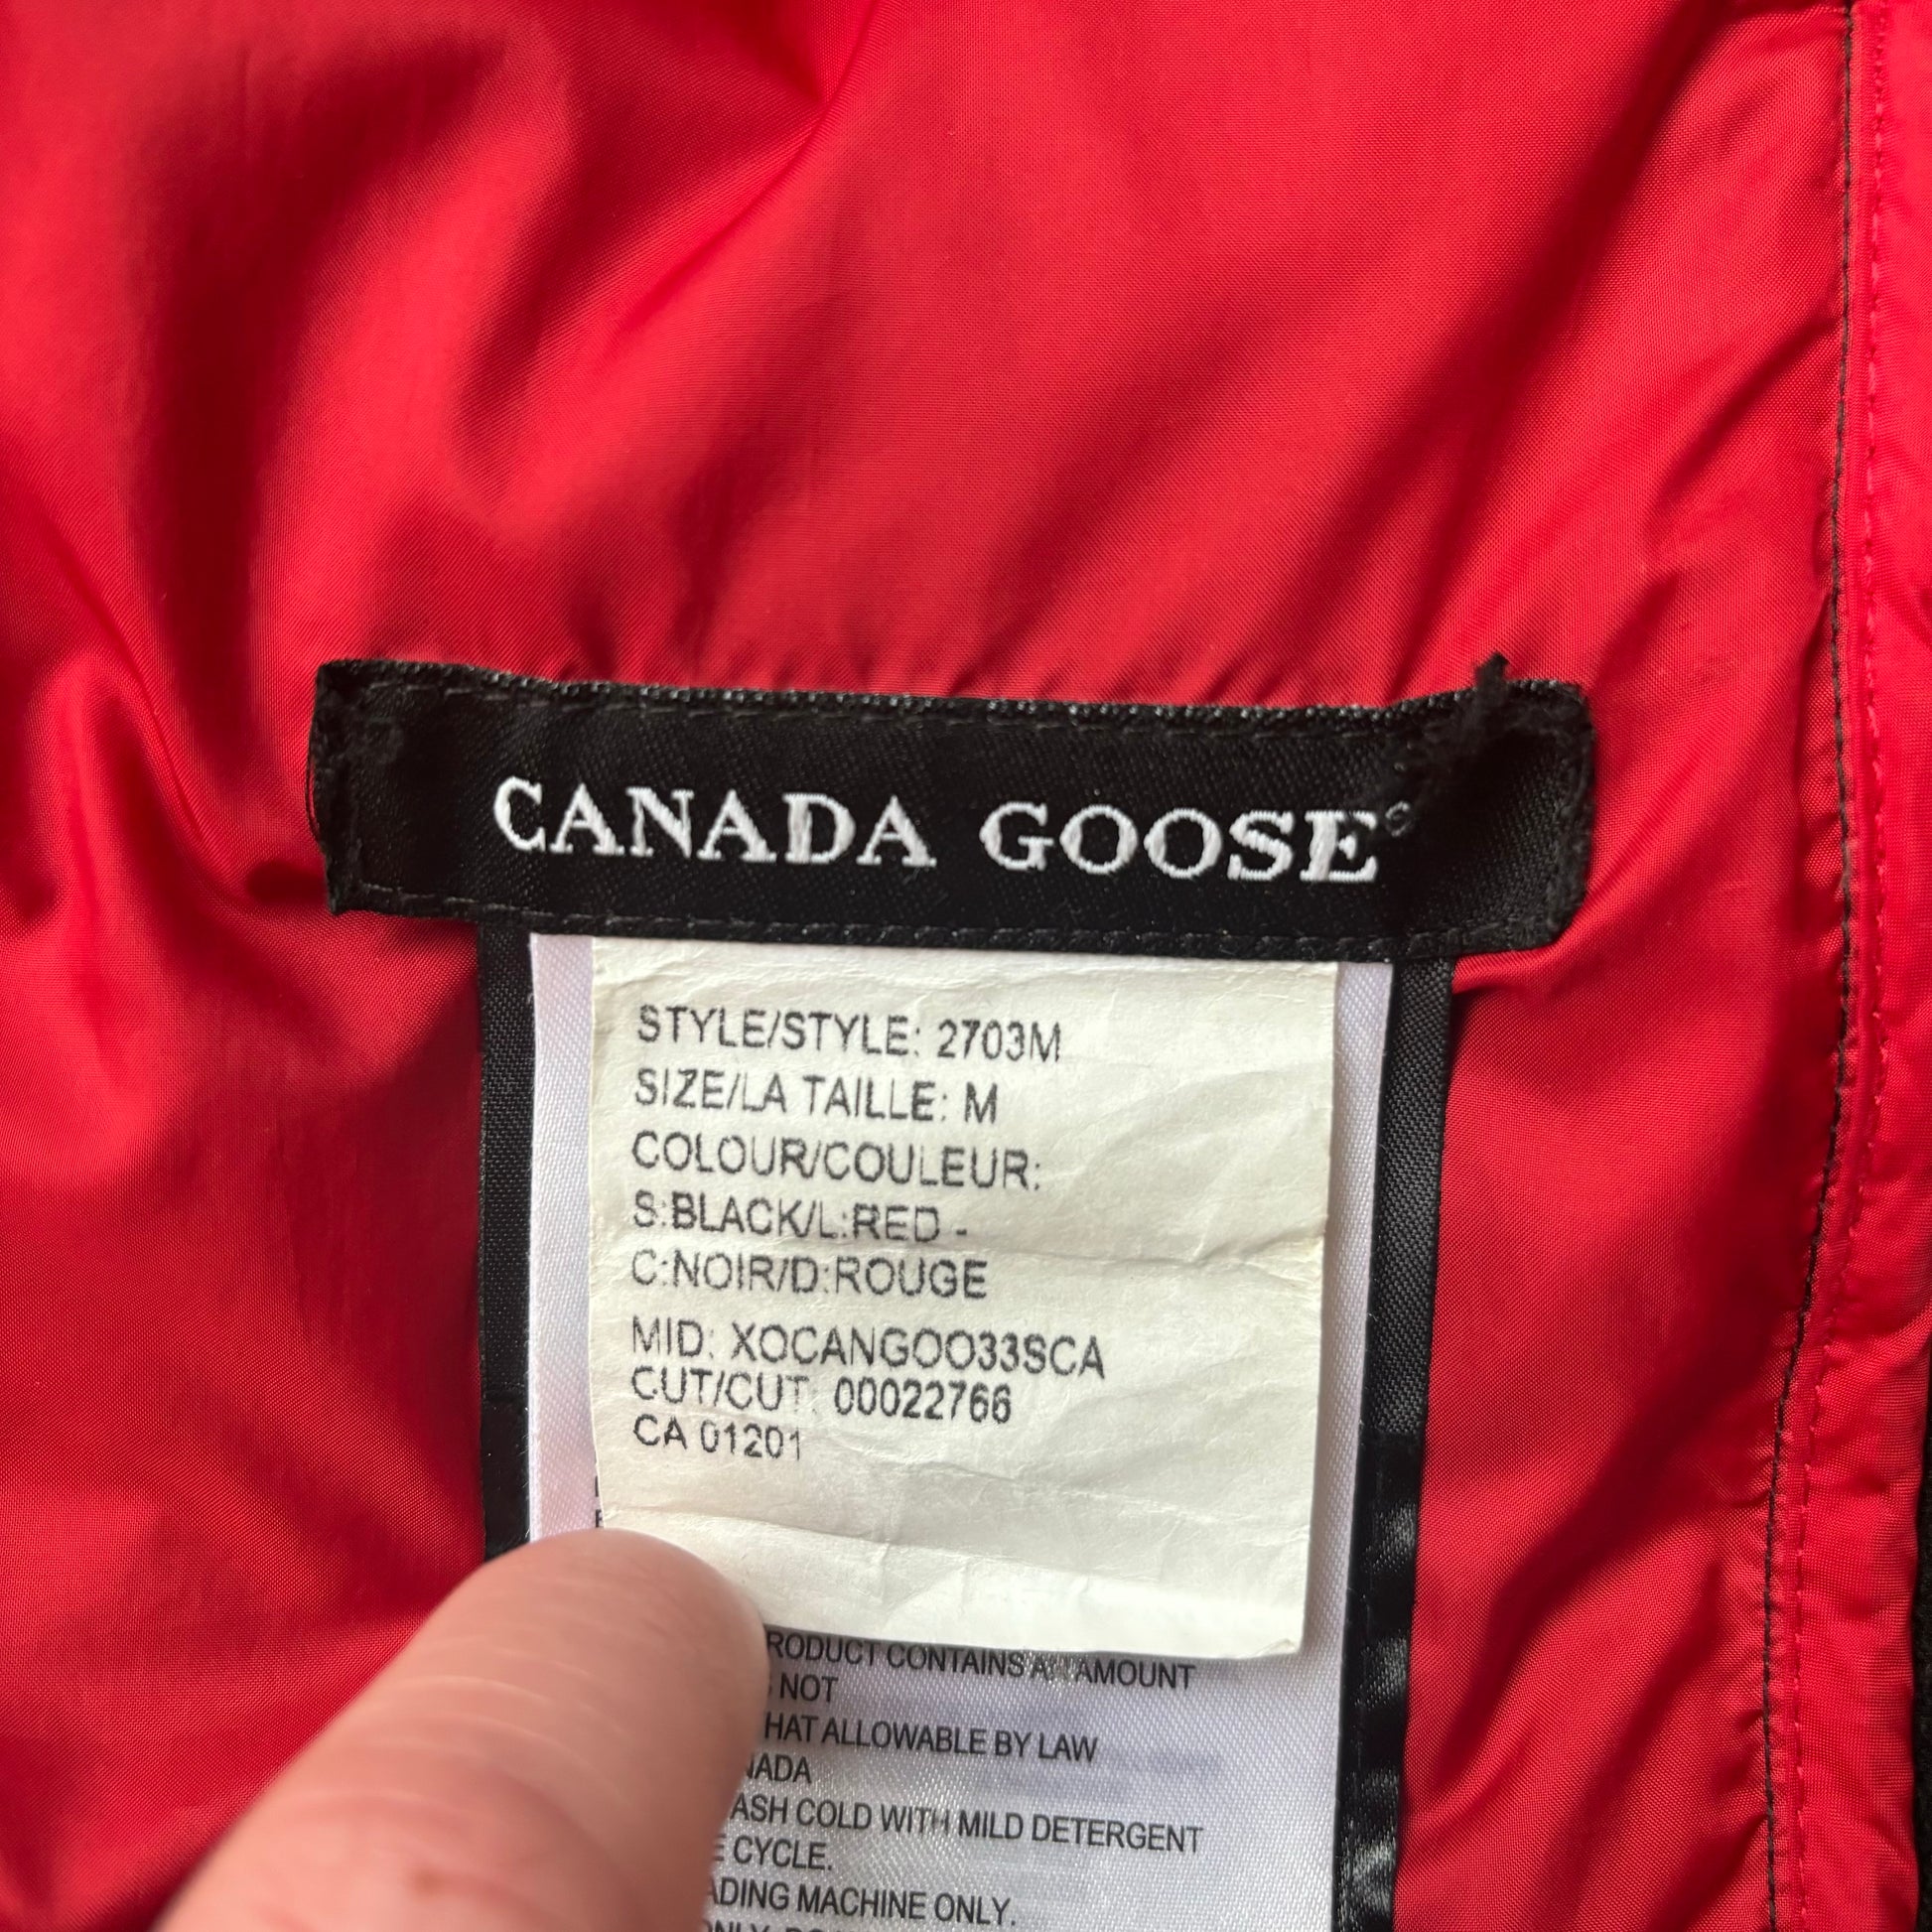 CANADA GOOSE
STYLE/STYLE: 2703M
SIZE/LA TAILLE: M
COLOUR/COULEUR:
S:BLACK/L:RED -
C:NOIR/D:ROUGE
MID: XOCANGOO33SCA
CUT/CUT: 00022766
CA 01201
RODUCT CONTAINS AN AMOUNT
NOT
HAT ALLOWABLE BY LAW
NADA
ASH COLD WITH MILD DETERGENT
E CYCLE.
ADING MACHINE ONLY.